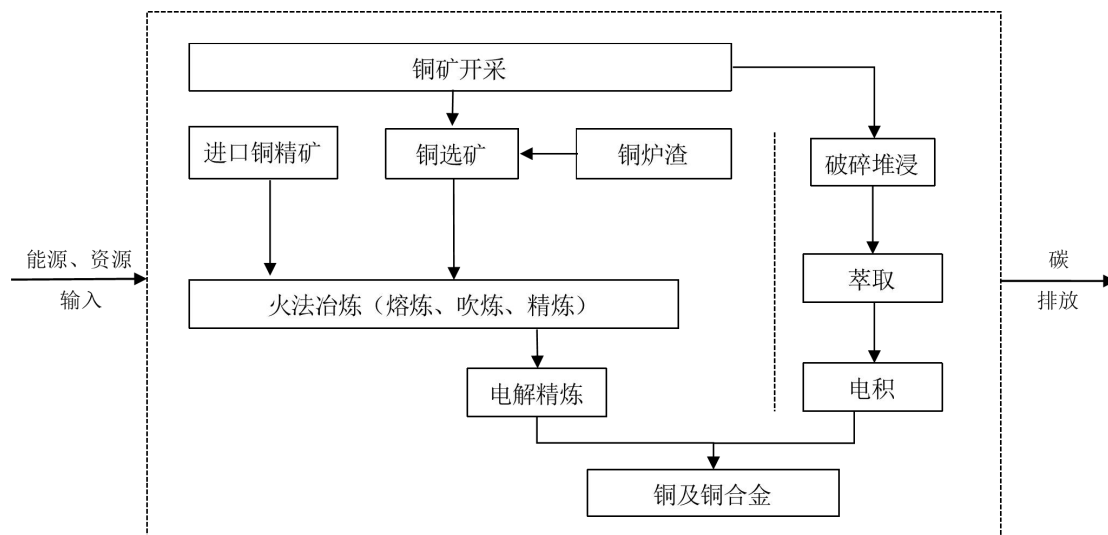 铜矿开采
进口铜精矿
铜选矿
铜炉渣
破碎堆浸
能源、资源
输入
萃取
碳
排放
火法冶炼（熔炼、吹炼、精炼）
电解精炼
电积
铜及铜合金